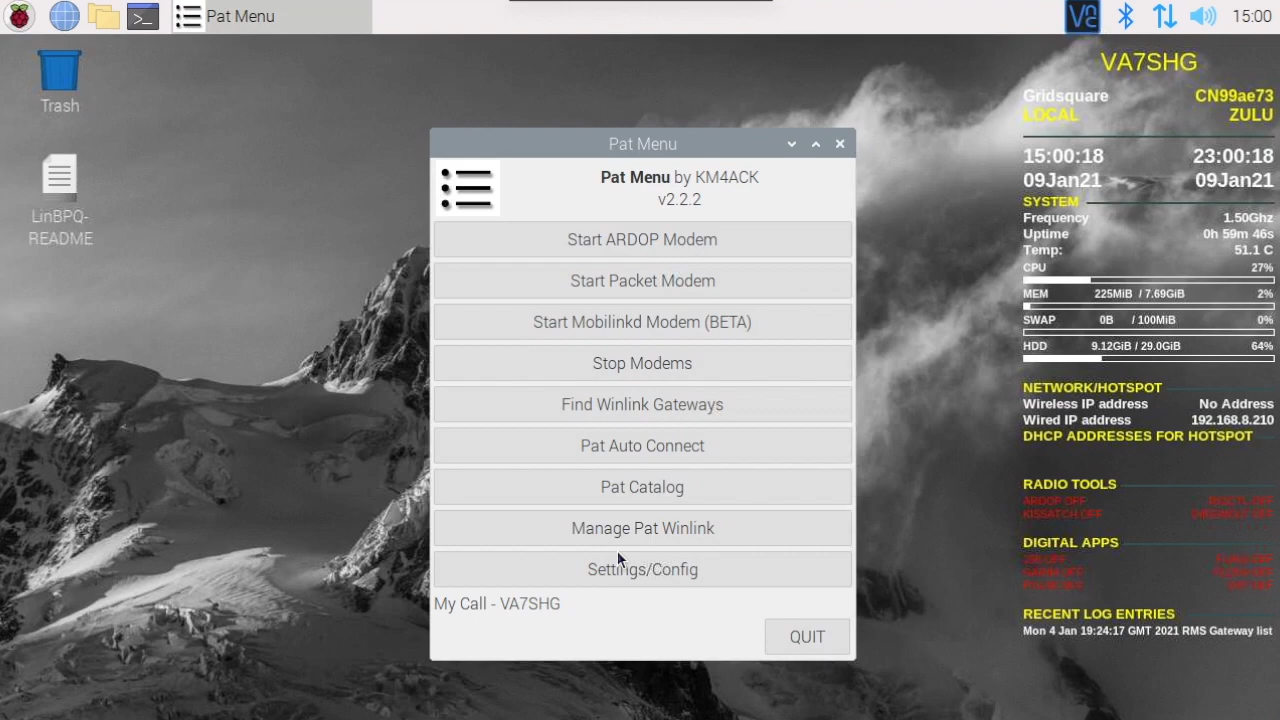 Pat Menu
15:00
Trash
LinBPQ-
README
Pat Menu
Pat Menu by KM4ACK
v2.2.2
Start ARDOP Modem
Start Packet Modem
Start Mobilinkd Modem (BETA)
Stop Modems
Find Winlink Gateways
Pat Auto Connect
Pat Catalog
Manage Pat Winlink
Settings/Config
My Call - VA7SHG
QUIT
VA7SHG
Gridsquare CN99ae73
LOCAL ZULU
15:00:18 23:00:18
09Jan21 09Jan21
SYSTEM
Frequency 1.50Ghz
Uptime 0h 59m 46s
Temp: 51.1 C
CPU 27%
MEM 225MiB / 7.69GiB 2%
SWAP 0B / 100MiB 0%
HDD 9.12GiB / 29.0GiB 64%
NETWORK/HOTSPOT
Wireless IP address No Address
Wired IP address 192.168.8.210
DHCP ADDRESSES FOR HOTSPOT
RADIO TOOLS
ARDOP OFF
DIGITAL APPS
RECENT LOG ENTRIES
Mon 4 Jan 19:24:17 GMT 2021 RMS Gateway list